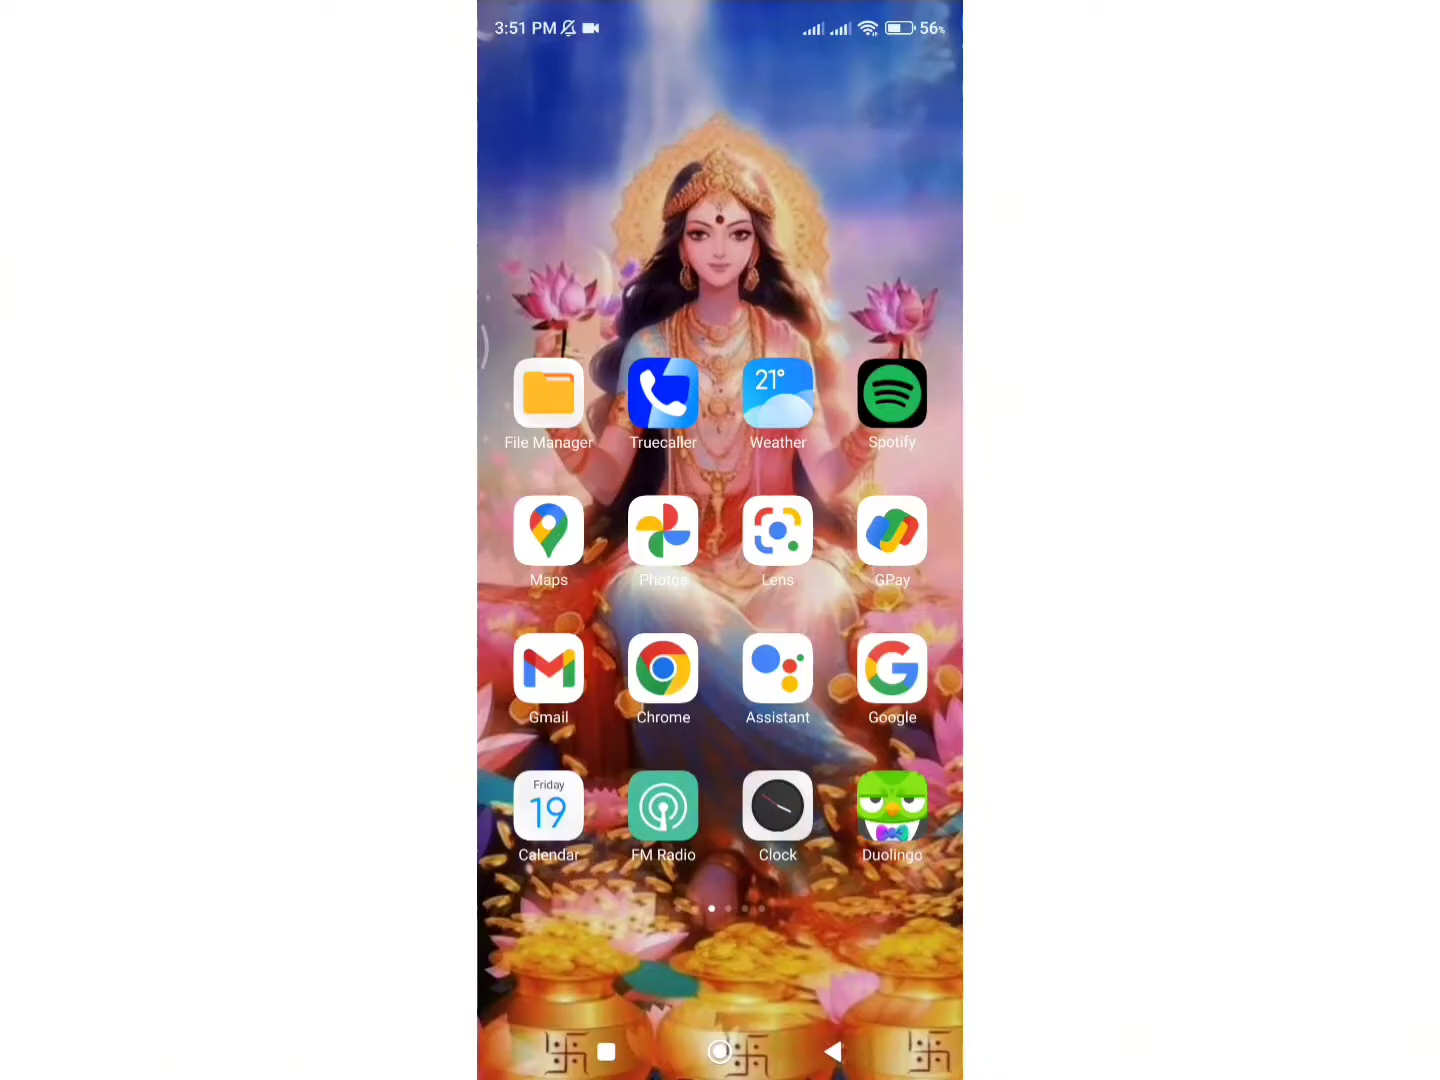 3:51 PM 56%
21°
File Manager Truecaller Weather Spotify
Maps Photos Lens GPay
Gmail Chrome Assistant Google
Friday
19
Calendar FM Radio Clock Duolingo